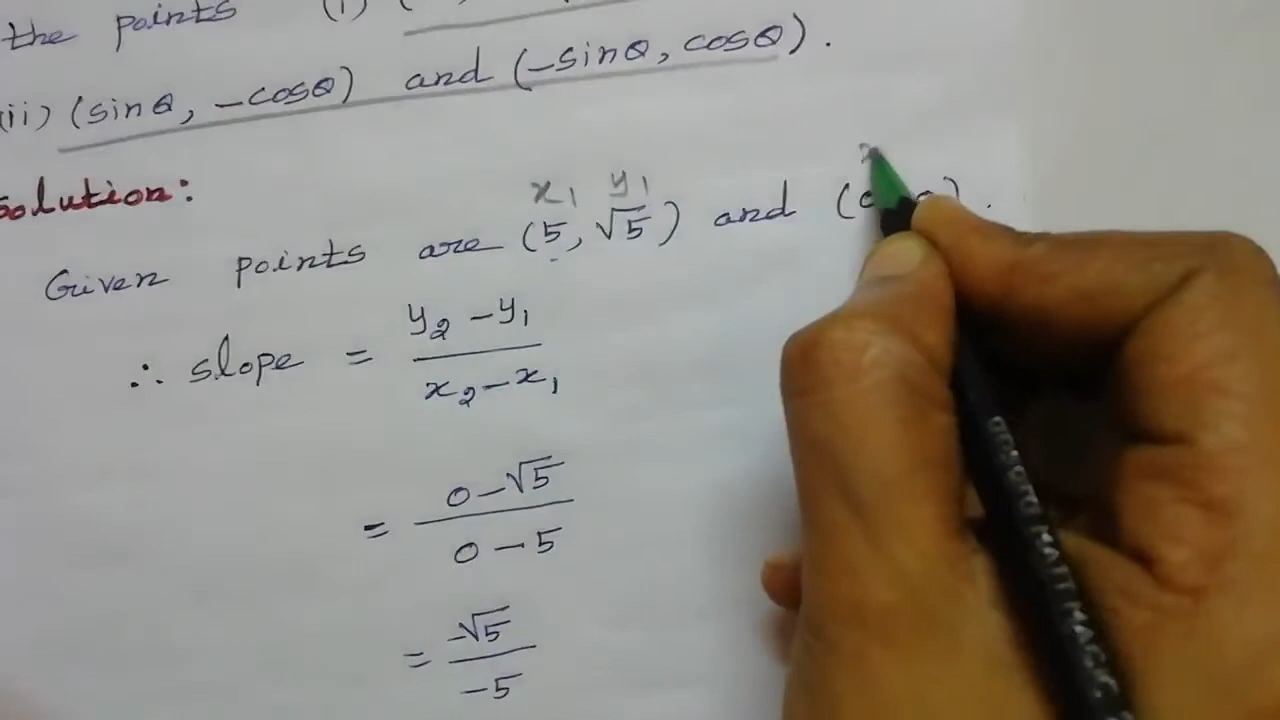 the points (i) (
(ii) (sinθ, -cosθ) and (-sinθ, cosθ).
Solution:
x₁ y₁
Given points are (5, √5) and ( ).
∴ slope = y₂ - y₁ / x₂ - x₁
= 0 - √5 / 0 - 5
= -√5 / -5